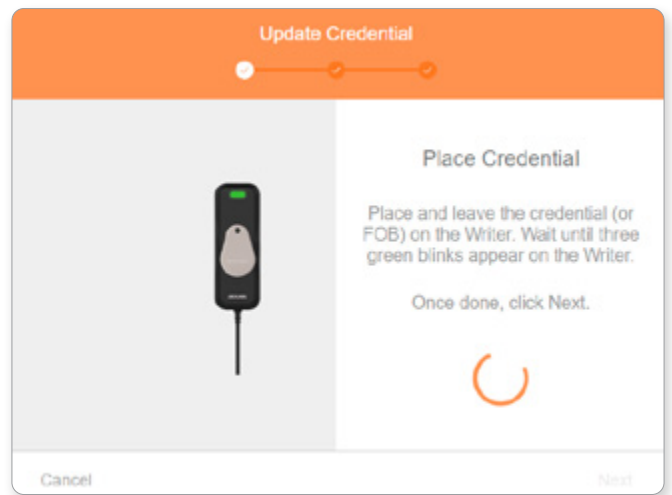 Update Credential
Place Credential
Place and leave the credential (or
FOB) on the Writer. Wait until three
green blinks appear on the Writer.
Once done, click Next.
Cancel
Next